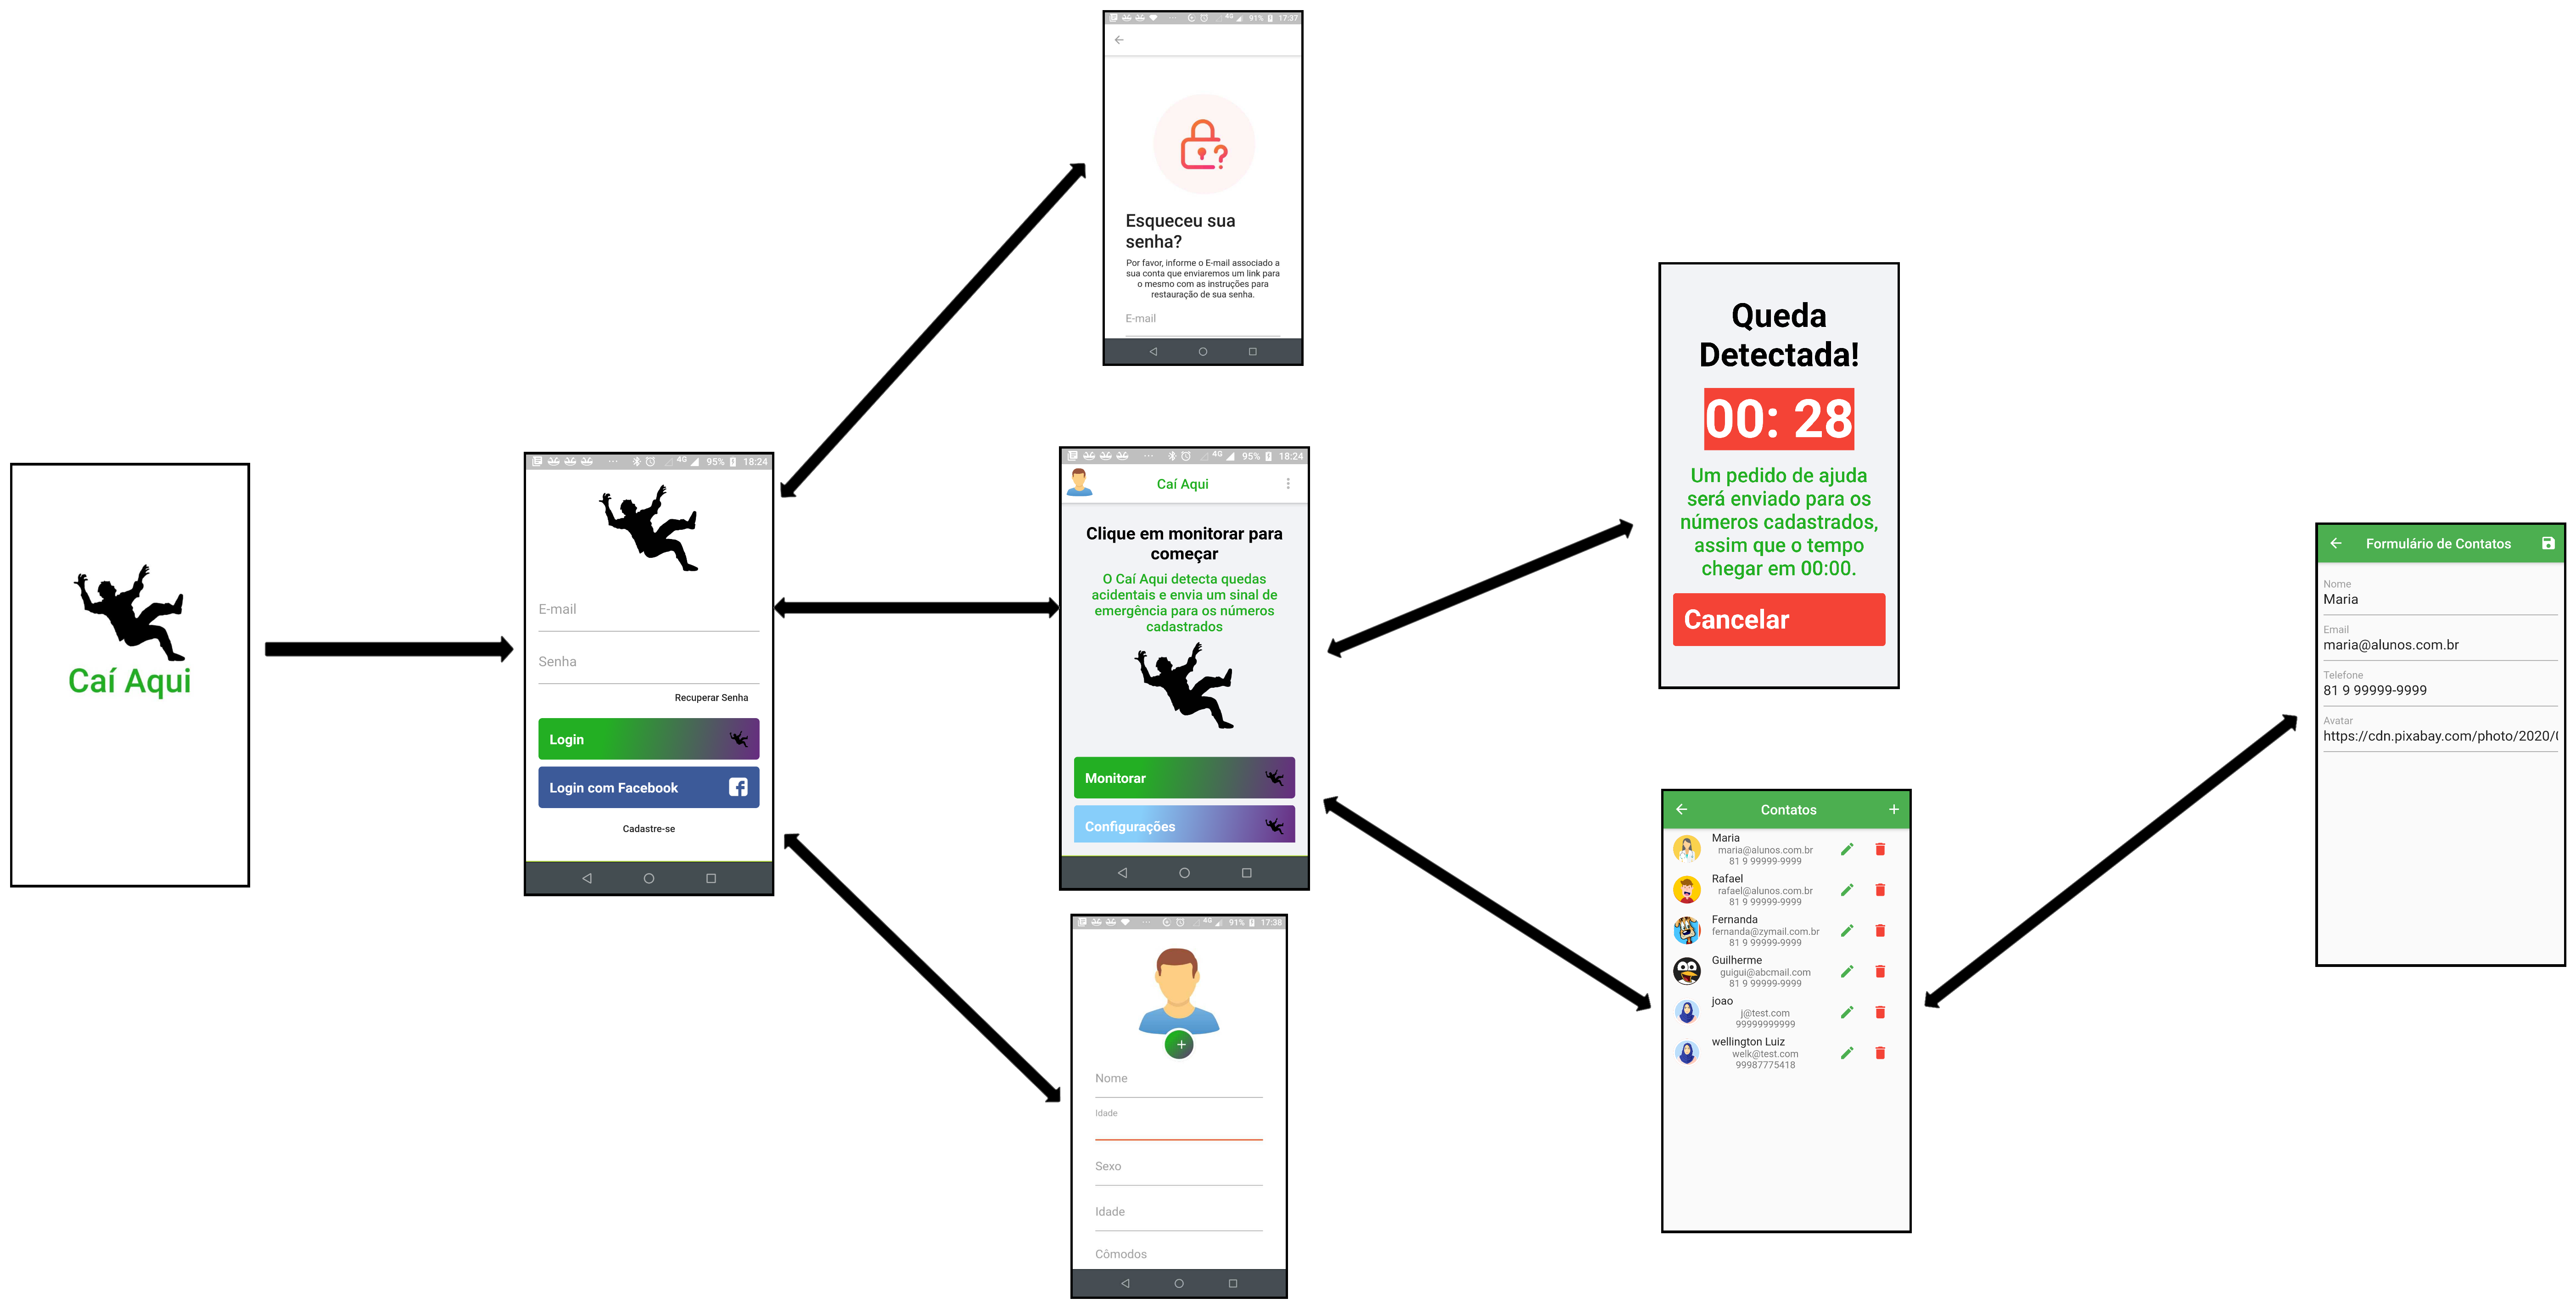 Caí Aqui
4G 95% 18:24
E-mail
Senha
Recuperar Senha
Login
Login com Facebook
Cadastre-se
4G 91% 17:37
Esqueceu sua
senha?
Por favor, informe o E-mail associado a
sua conta que enviaremos um link para
o mesmo com as instruções para
restauração de sua senha.
E-mail
4G 95% 18:24
Caí Aqui
Clique em monitorar para
começar
O Caí Aqui detecta quedas
acidentais e envia um sinal de
emergência para os números
cadastrados
Monitorar
Configurações
4G 91% 17:38
Nome
Idade
Sexo
Idade
Cômodos
Queda
Detectada!
00: 28
Um pedido de ajuda
será enviado para os
números cadastrados,
assim que o tempo
chegar em 00:00.
Cancelar
Contatos
Maria
maria@alunos.com.br
81 9 99999-9999
Rafael
rafael@alunos.com.br
81 9 99999-9999
Fernanda
fernanda@zymail.com.br
81 9 99999-9999
Guilherme
guigui@abcmail.com
81 9 99999-9999
joao
j@test.com
99999999999
wellington Luiz
welk@test.com
99987775418
Formulário de Contatos
Nome
Maria
Email
maria@alunos.com.br
Telefone
81 9 99999-9999
Avatar
https://cdn.pixabay.com/photo/2020/0